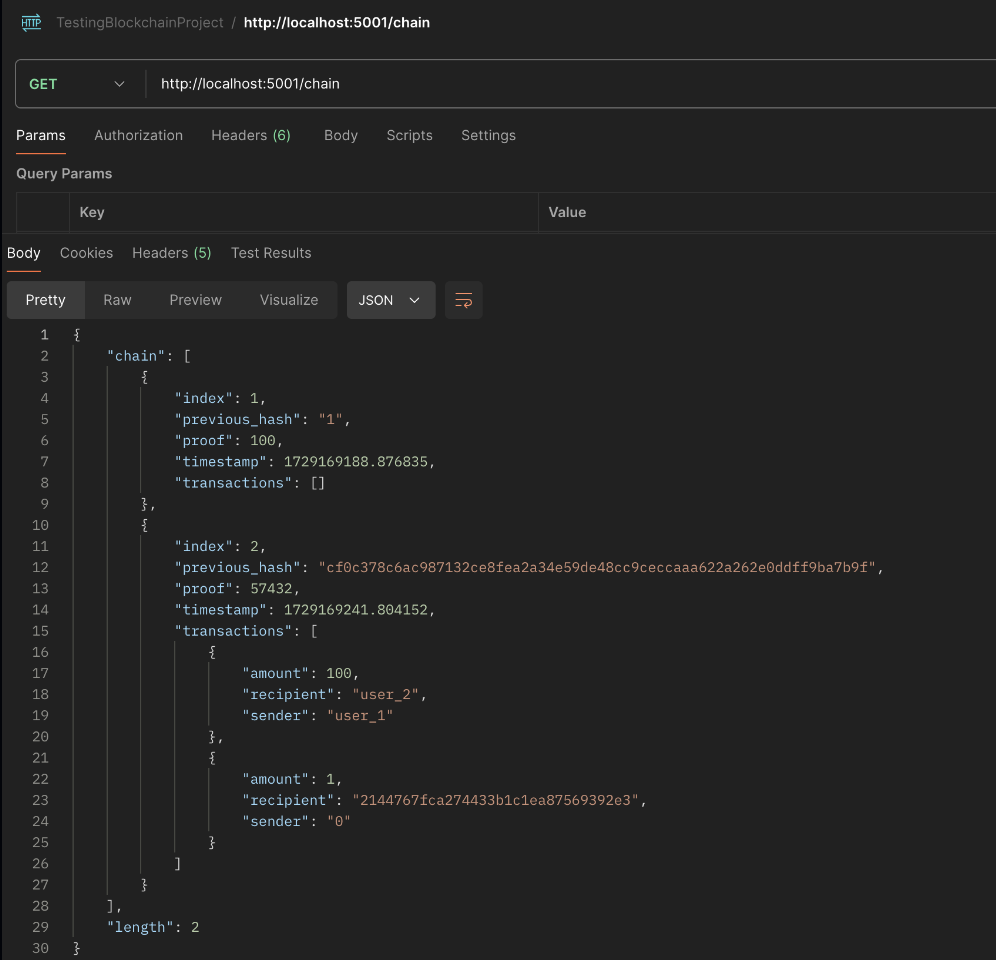 HTTP TestingBlockchainProject / http://localhost:5001/chain
GET http://localhost:5001/chain
Params Authorization Headers (6) Body Scripts Settings
Query Params
Key Value
Body Cookies Headers (5) Test Results
Pretty Raw Preview Visualize JSON
1 {
2 "chain": [
3 {
4 "index": 1,
5 "previous_hash": "1",
6 "proof": 100,
7 "timestamp": 1729169188.876835,
8 "transactions": []
9 },
10 {
11 "index": 2,
12 "previous_hash": "cf0c378c6ac987132ce8fea2a34e59de48cc9ceccaaa622a262e0ddff9ba7b9f",
13 "proof": 57432,
14 "timestamp": 1729169241.804152,
15 "transactions": [
16 {
17 "amount": 100,
18 "recipient": "user_2",
19 "sender": "user_1"
20 },
21 {
22 "amount": 1,
23 "recipient": "2144767fca274433b1c1ea87569392e3",
24 "sender": "0"
25 }
26 ]
27 }
28 ],
29 "length": 2
30 }